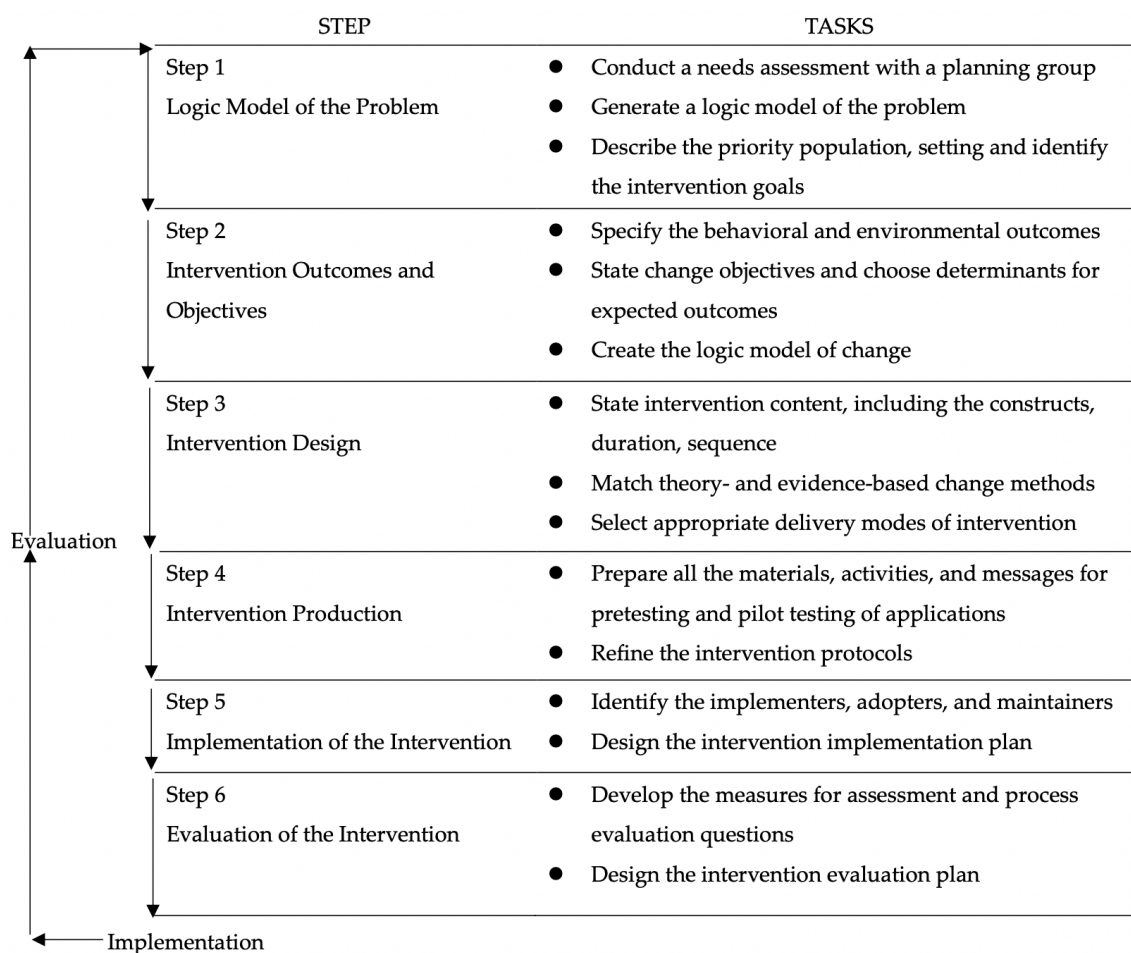 STEP
TASKS
Step 1
Logic Model of the Problem
● Conduct a needs assessment with a planning group
● Generate a logic model of the problem
● Describe the priority population, setting and identify
the intervention goals
Step 2
Intervention Outcomes and
Objectives
● Specify the behavioral and environmental outcomes
● State change objectives and choose determinants for
expected outcomes
● Create the logic model of change
Step 3
Intervention Design
● State intervention content, including the constructs,
duration, sequence
● Match theory- and evidence-based change methods
● Select appropriate delivery modes of intervention
Evaluation
Step 4
Intervention Production
● Prepare all the materials, activities, and messages for
pretesting and pilot testing of applications
● Refine the intervention protocols
Step 5
Implementation of the Intervention
● Identify the implementers, adopters, and maintainers
● Design the intervention implementation plan
Step 6
Evaluation of the Intervention
● Develop the measures for assessment and process
evaluation questions
● Design the intervention evaluation plan
Implementation